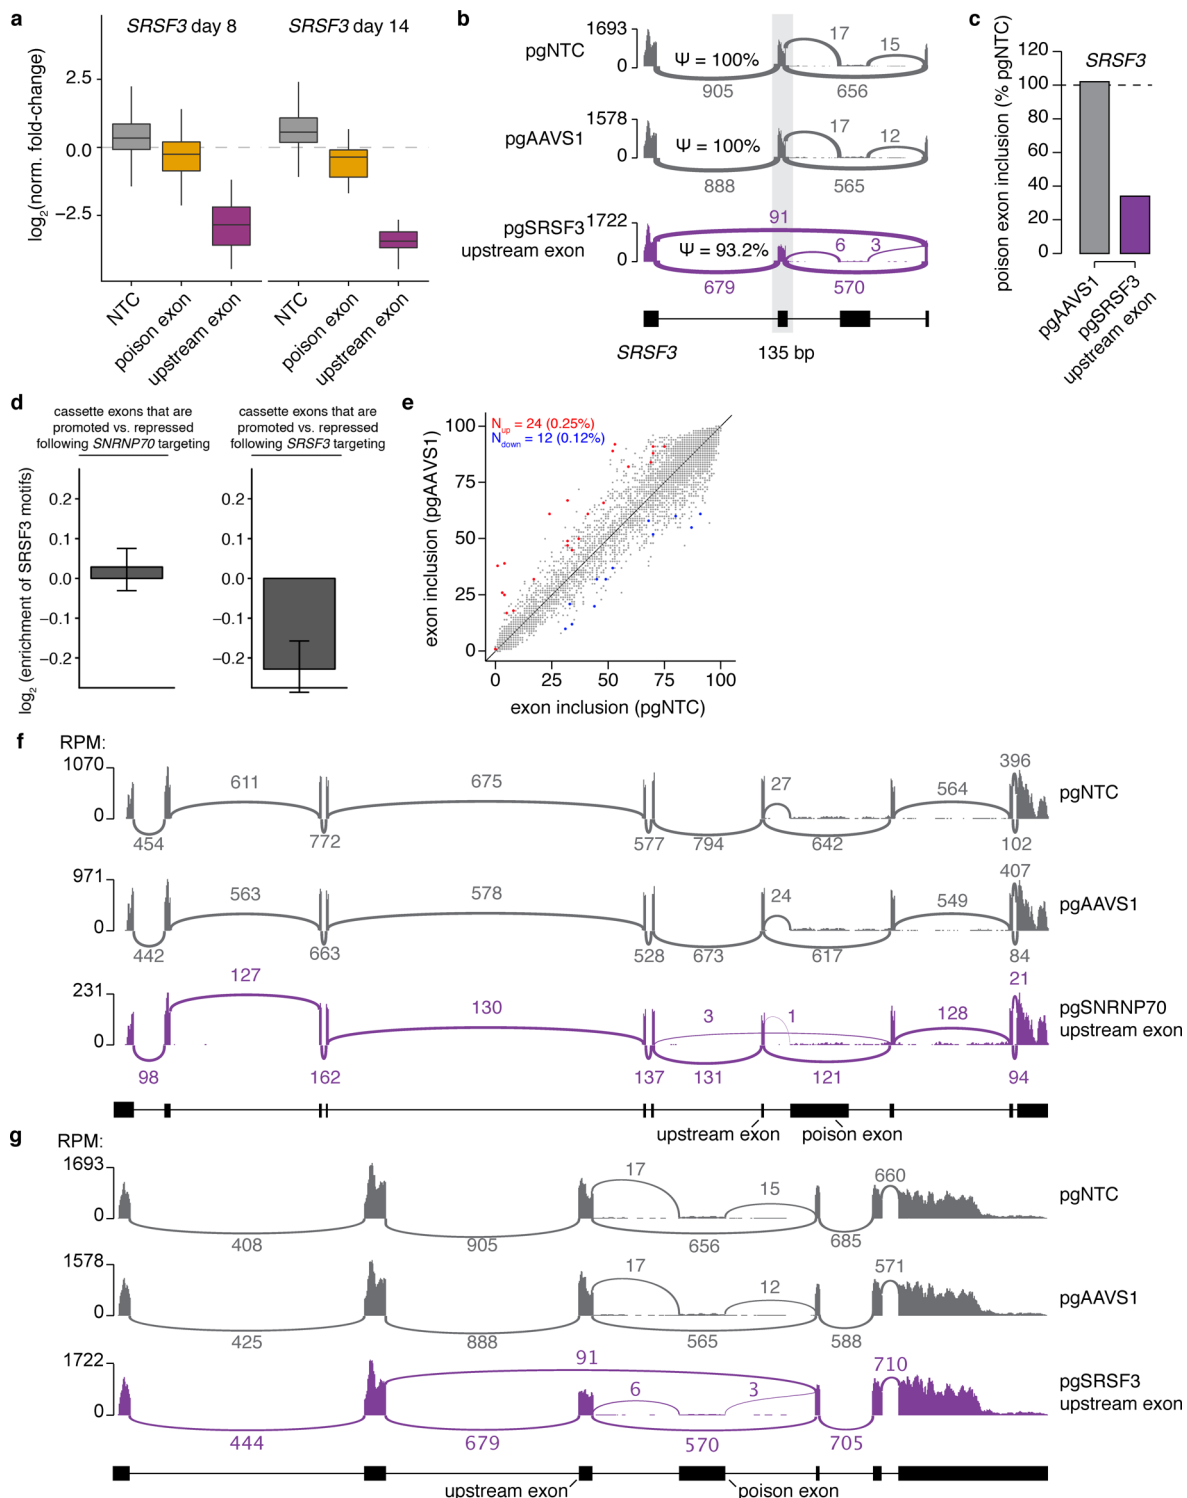 a
SRSF3 day 8
SRSF3 day 14
log2(norm. fold-change)
2.5
0.0
−2.5
NTC
poison exon
upstream exon
NTC
poison exon
upstream exon
b
pgNTC
1693
0
Ψ = 100%
905
17
15
656
pgAAVS1
1578
0
Ψ = 100%
888
17
12
565
pgSRSF3
upstream exon
1722
0
91
Ψ = 93.2%
679
6
3
570
SRSF3
135 bp
c
poison exon inclusion (% pgNTC)
120
100
80
60
40
20
0
SRSF3
pgAAVS1
pgSRSF3
upstream exon
d
cassette exons that are
promoted vs. repressed
following SNRNP70 targeting
cassette exons that are
promoted vs. repressed
following SRSF3 targeting
log2 (enrichment of SRSF3 motifs)
0.2
0.1
0.0
−0.1
−0.2
0.2
0.1
0.0
−0.1
−0.2
e
Nup = 24 (0.25%)
Ndown = 12 (0.12%)
exon inclusion (pgAAVS1)
100
75
50
25
0
0
25
50
75
100
exon inclusion (pgNTC)
f
RPM:
1070
0
454
611
772
675
577
794
27
642
564
396
102
pgNTC
971
0
442
563
663
578
528
673
24
617
549
407
84
pgAAVS1
231
0
98
127
162
130
137
3
131
1
121
128
21
94
pgSNRNP70
upstream exon
upstream exon
poison exon
g
RPM:
1693
0
408
905
17
15
656
685
660
pgNTC
1578
0
425
888
17
12
565
588
571
pgAAVS1
1722
0
444
91
679
6
3
570
705
710
pgSRSF3
upstream exon
upstream exon
poison exon